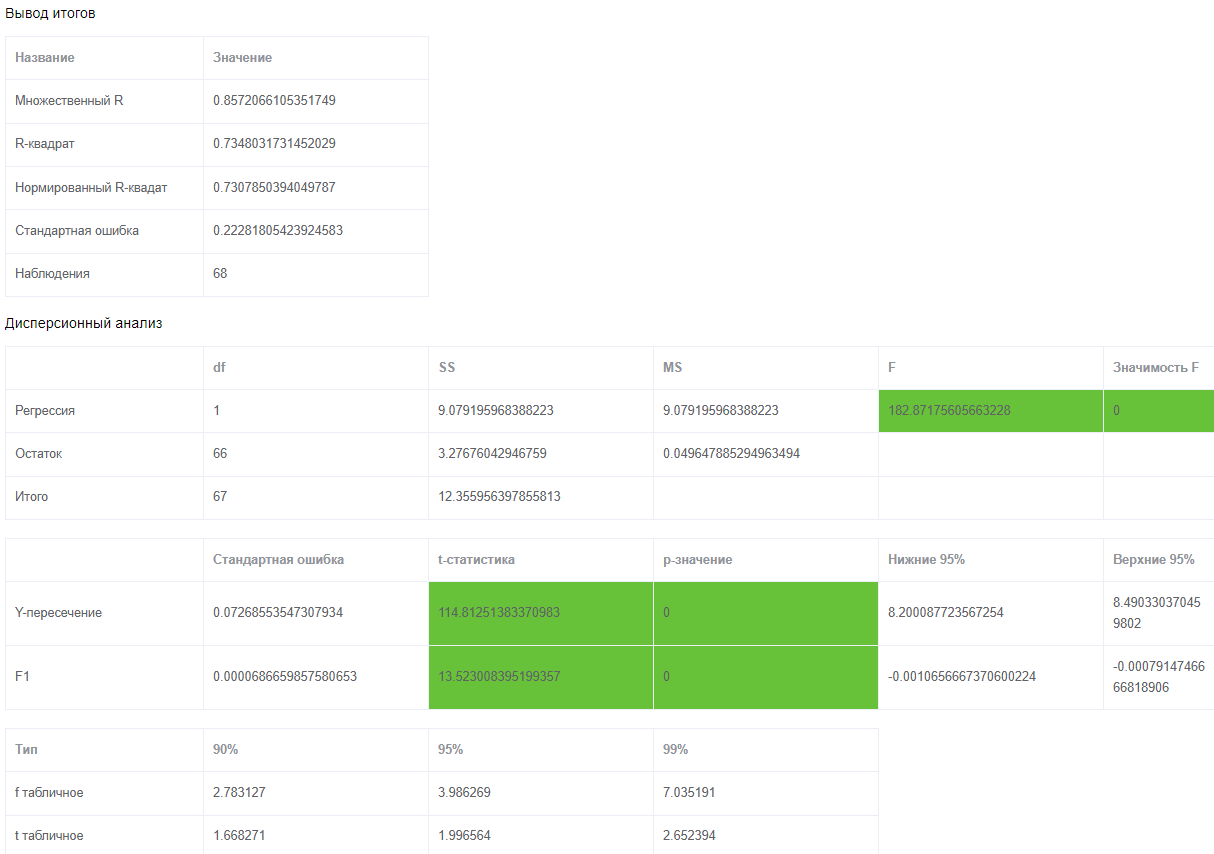 Вывод итогов
Название Значение
Множественный R 0.8572066105351749
R-квадрат 0.7348031731452029
Нормированный R-квадат 0.7307850394049787
Стандартная ошибка 0.22281805423924583
Наблюдения 68
Дисперсионный анализ
df SS MS F Значимость F
Регрессия 1 9.079195968388223 9.079195968388223 182.87175605663228 0
Остаток 66 3.27676042946759 0.049647885294963494
Итого 67 12.355956397855813
Стандартная ошибка t-статистика p-значение Нижние 95% Верхние 95%
Y-пересечение 0.07268553547307934 114.81251383370983 0 8.200087723567254 8.49033037045
9802
F1 0.0000686659857580653 13.523008395199357 0 -0.0010656667370600224 -0.00079147466
66818906
Тип 90% 95% 99%
f табличное 2.783127 3.986269 7.035191
t табличное 1.668271 1.996564 2.652394